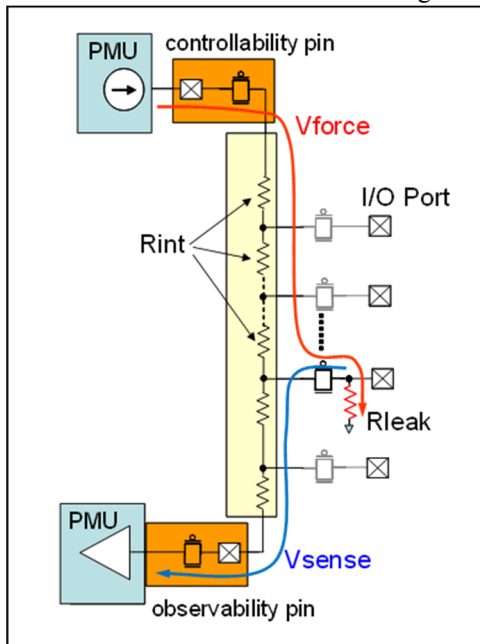 PMU
controllability pin
Vforce
I/O Port
Rint
Rleak
PMU
Vsense
observability pin